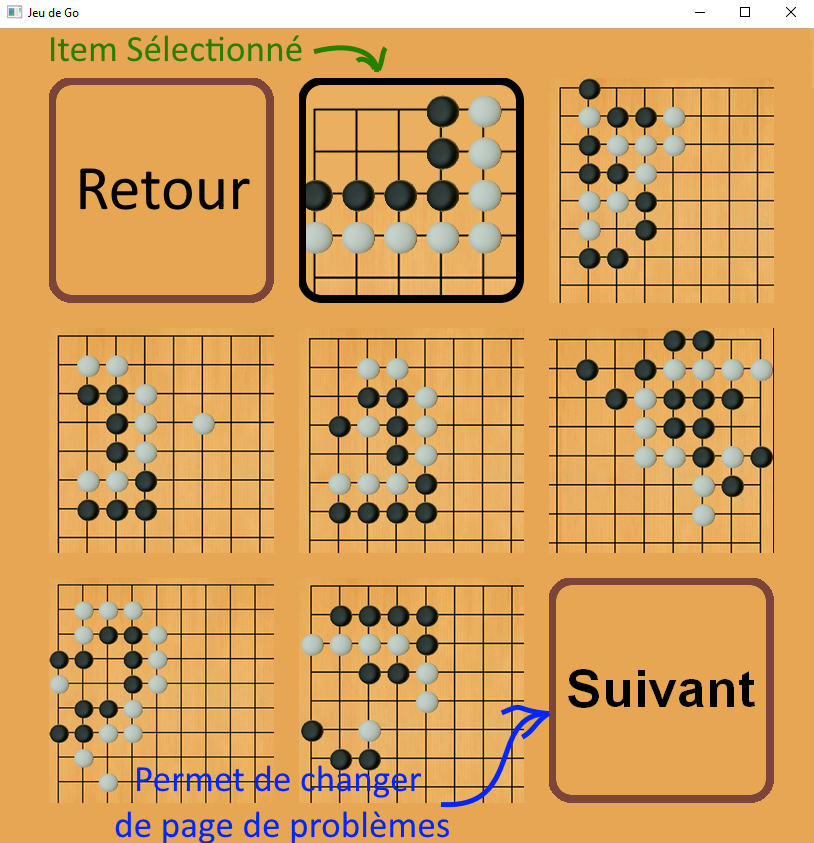 Jeu de Go
Item Sélectionné
Retour
Suivant
Permet de changer
de page de problèmes